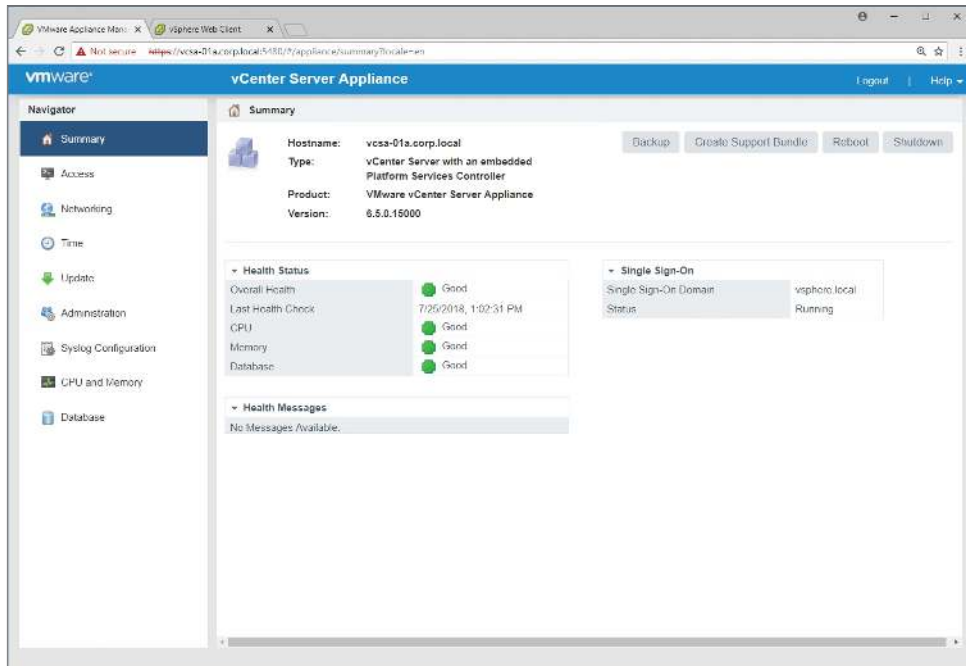 VMware Appliance Man
vSphere Web Client
Not secure https://vcsa-01a.corp.local:5480/#/appliance/summary?locale=en
vmware
vCenter Server Appliance
Logout | Help
Navigator
Summary
Access
Networking
Time
Update
Administration
Syslog Configuration
CPU and Memory
Database
Summary
Hostname: vcsa-01a.corp.local
Type: vCenter Server with an embedded
Platform Services Controller
Product: VMware vCenter Server Appliance
Version: 6.5.0.15000
Backup Create Support Bundle Reboot Shutdown
Health Status
Overall Health Good
Last Health Check 7/25/2018, 1:02:31 PM
CPU Good
Memory Good
Database Good
Health Messages
No Messages Available.
Single Sign-On
Single Sign-On Domain vsphere.local
Status Running